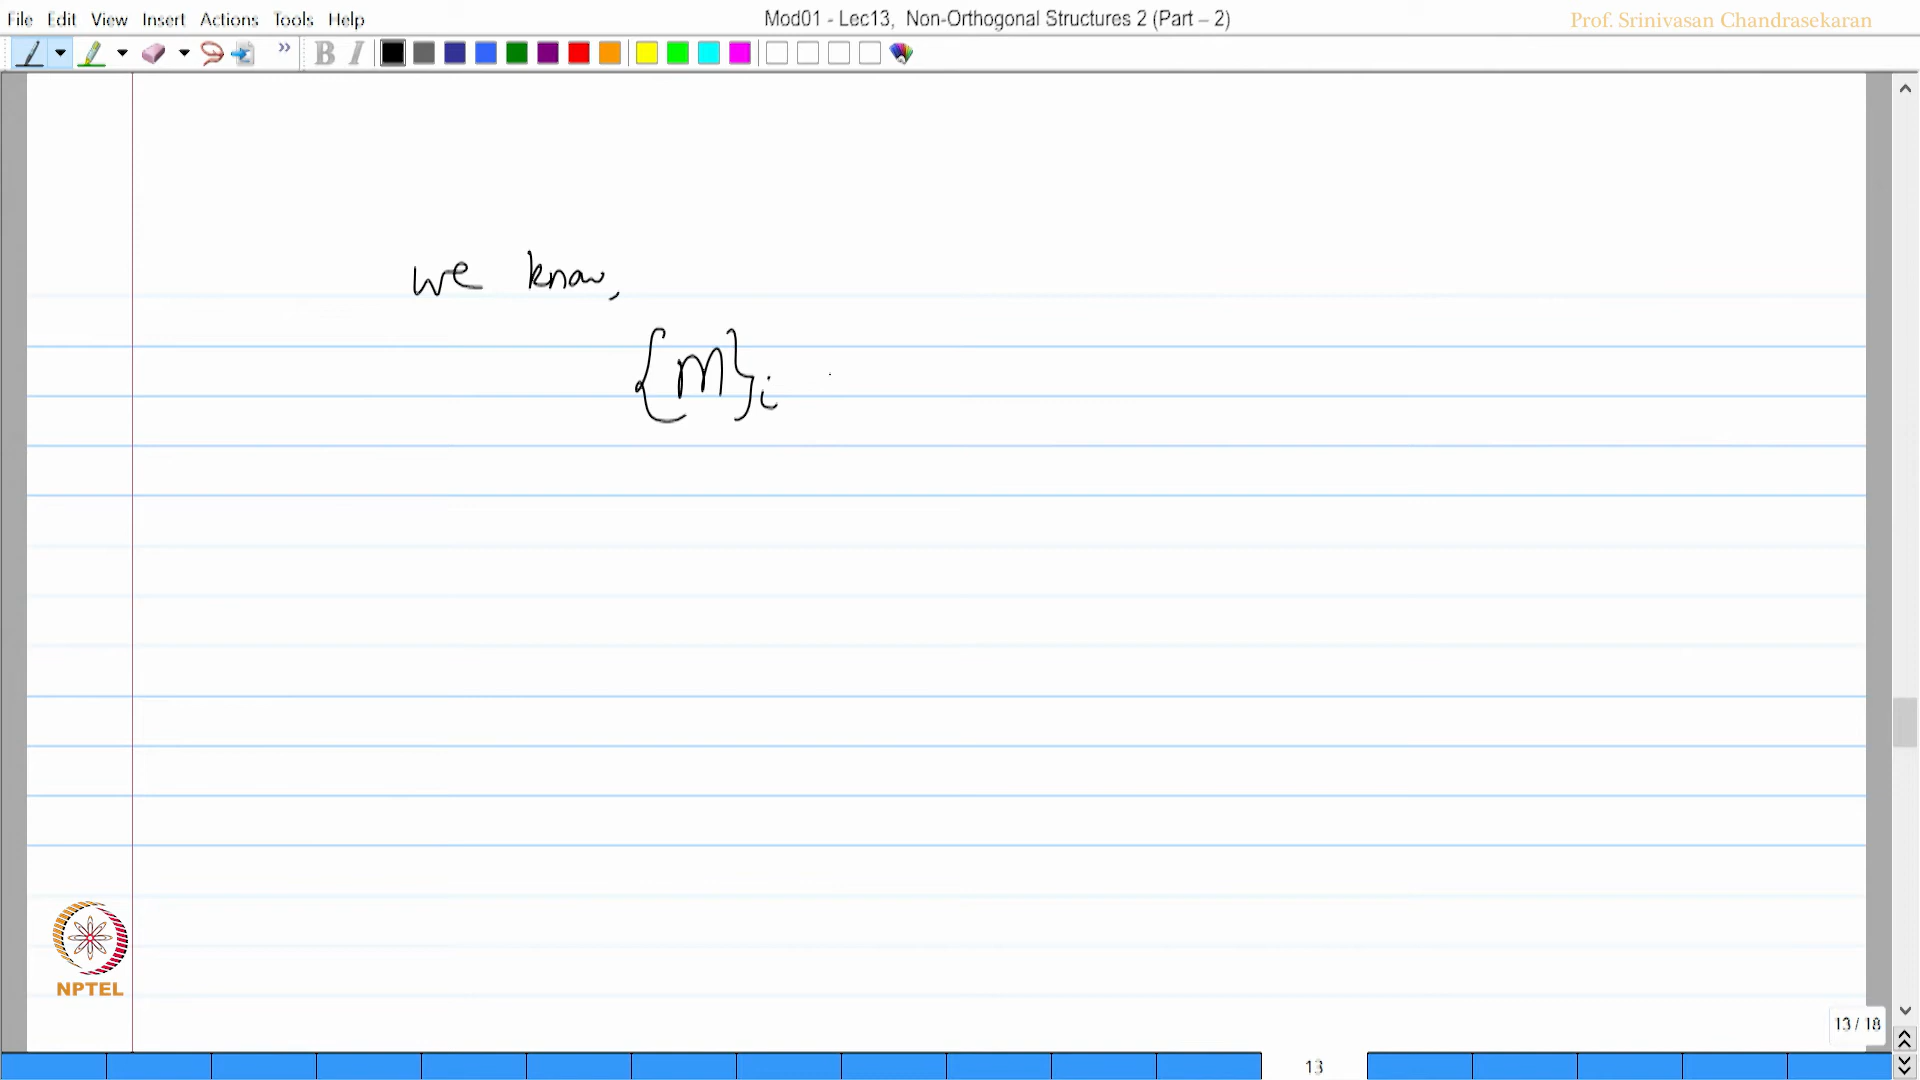 File Edit View Insert Actions Tools Help
Mod01 - Lec13, Non-Orthogonal Structures 2 (Part – 2)
Prof. Srinivasan Chandrasekaran
» B I
we know,
{M}i
NPTEL
13 / 18
13